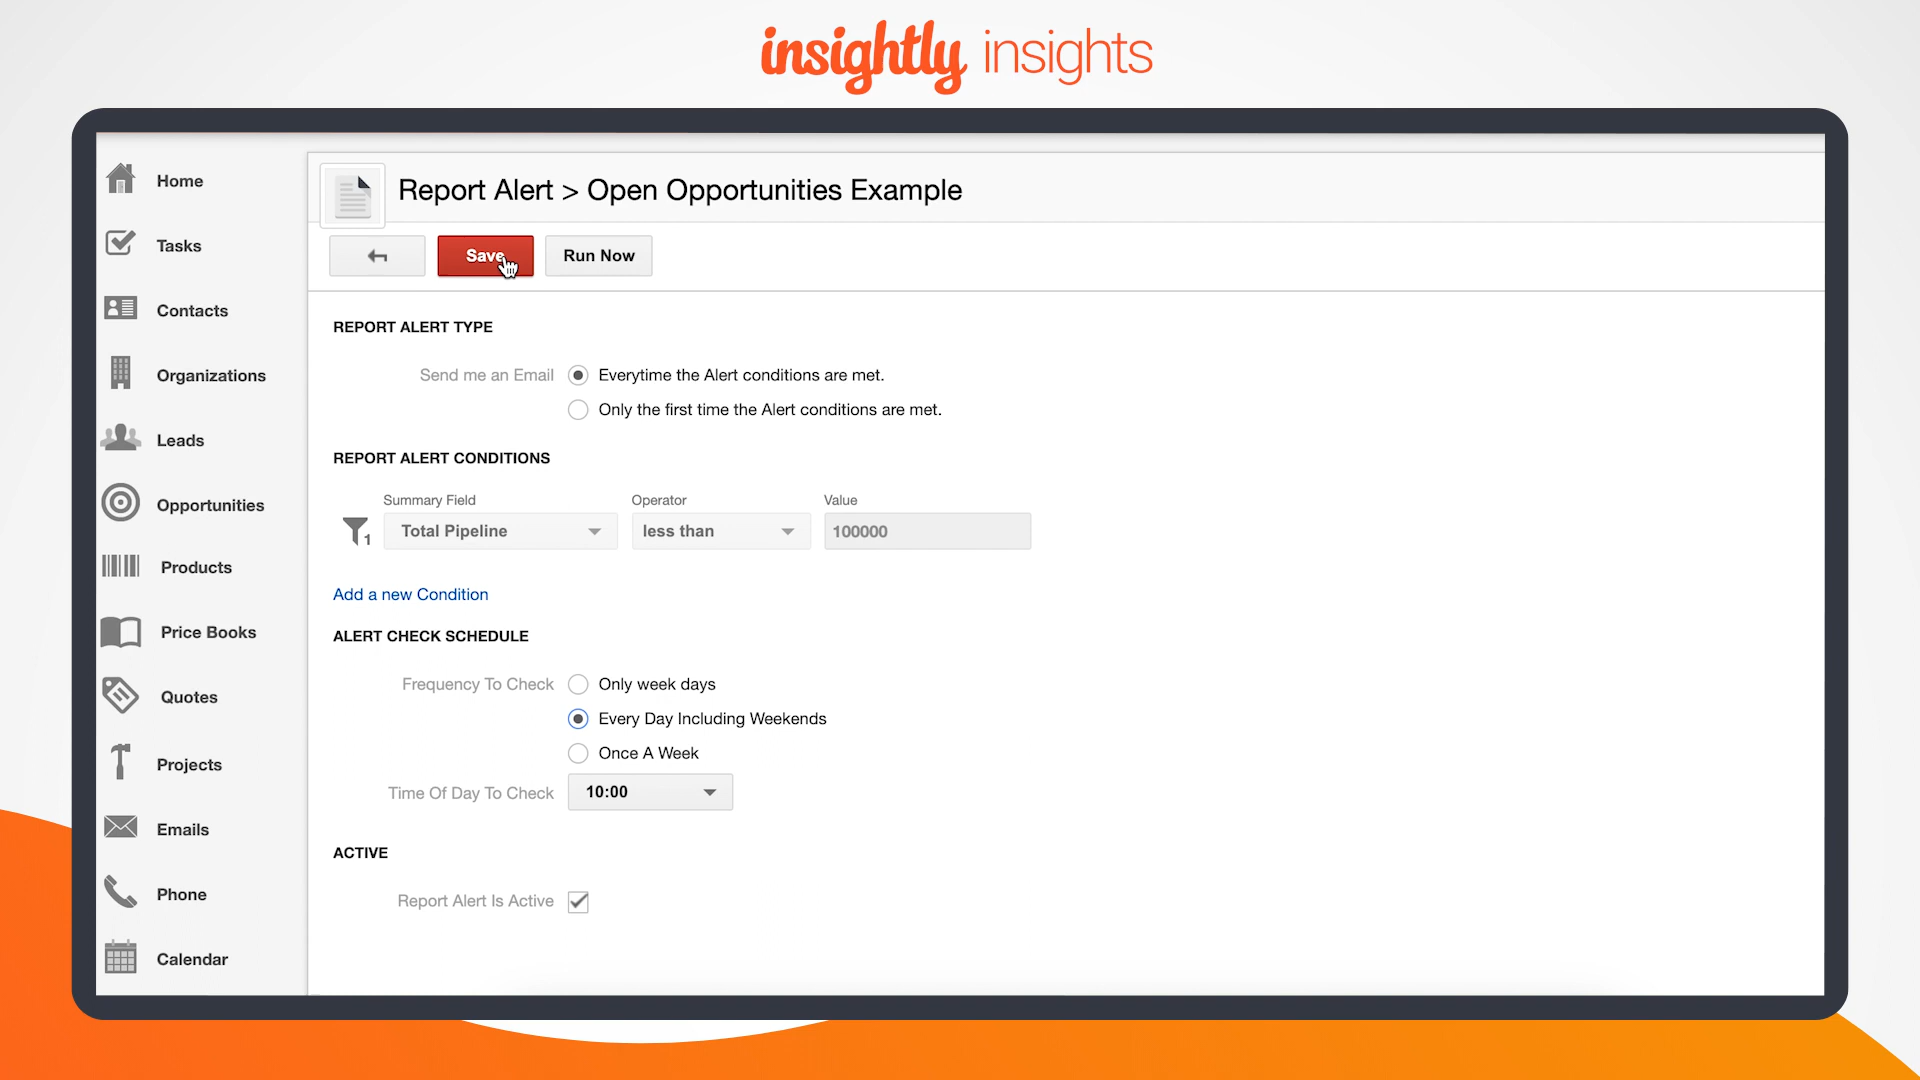 insightly insights
Home
Tasks
Contacts
Organizations
Leads
Opportunities
Products
Price Books
Quotes
Projects
Emails
Phone
Calendar
Report Alert > Open Opportunities Example
Save
Run Now
REPORT ALERT TYPE
Send me an Email
Everytime the Alert conditions are met.
Only the first time the Alert conditions are met.
REPORT ALERT CONDITIONS
Summary Field
Operator
Value
1
Total Pipeline
less than
100000
Add a new Condition
ALERT CHECK SCHEDULE
Frequency To Check
Only week days
Every Day Including Weekends
Once A Week
Time Of Day To Check
10:00
ACTIVE
Report Alert Is Active